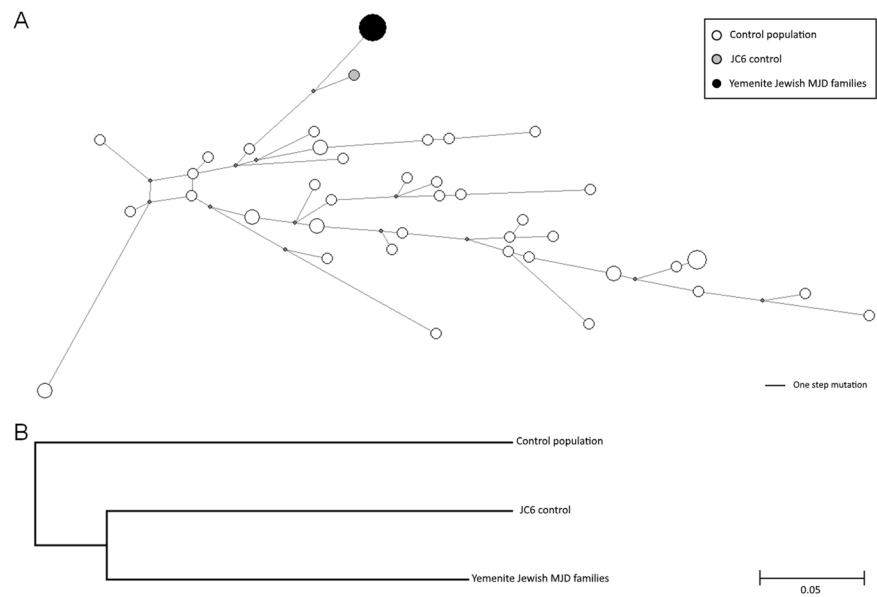 A
Control population
JC6 control
Yemenite Jewish MJD families
One step mutation
B
Control population
JC6 control
Yemenite Jewish MJD families
0.05